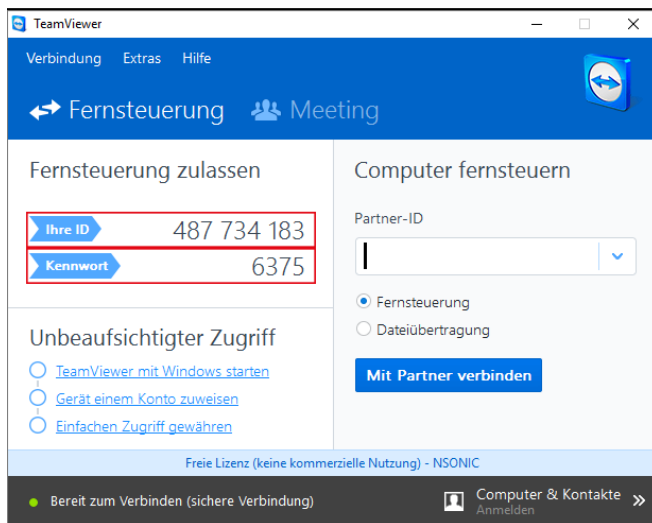 TeamViewer
Verbindung Extras Hilfe
Fernsteuerung Meeting
Fernsteuerung zulassen
Ihre ID 487 734 183
Kennwort 6375
Unbeaufsichtigter Zugriff
TeamViewer mit Windows starten
Gerät einem Konto zuweisen
Einfachen Zugriff gewähren
Computer fernsteuern
Partner-ID
Fernsteuerung
Dateiübertragung
Mit Partner verbinden
Freie Lizenz (keine kommerzielle Nutzung) - NSONIC
Bereit zum Verbinden (sichere Verbindung)
Computer & Kontakte
Anmelden